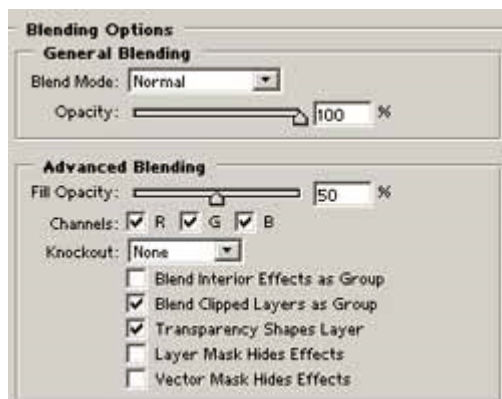 Blending Options
General Blending
Blend Mode: Normal
Opacity: 100 %
Advanced Blending
Fill Opacity: 50 %
Channels: R G B
Knockout: None
Blend Interior Effects as Group
Blend Clipped Layers as Group
Transparency Shapes Layer
Layer Mask Hides Effects
Vector Mask Hides Effects